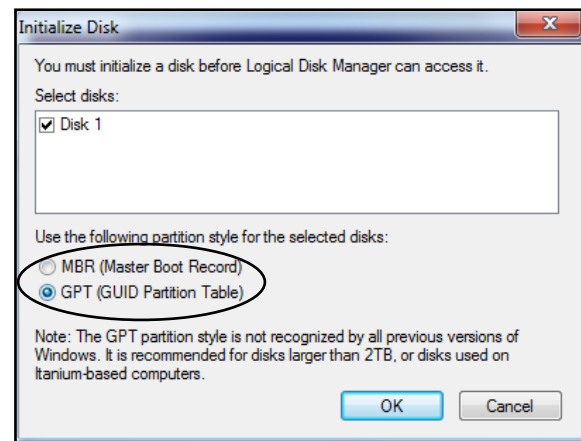 Initialize Disk
You must initialize a disk before Logical Disk Manager can access it.
Select disks:
Disk 1
Use the following partition style for the selected disks:
MBR (Master Boot Record)
GPT (GUID Partition Table)
Note: The GPT partition style is not recognized by all previous versions of
Windows. It is recommended for disks larger than 2TB, or disks used on
Itanium-based computers.
OK Cancel